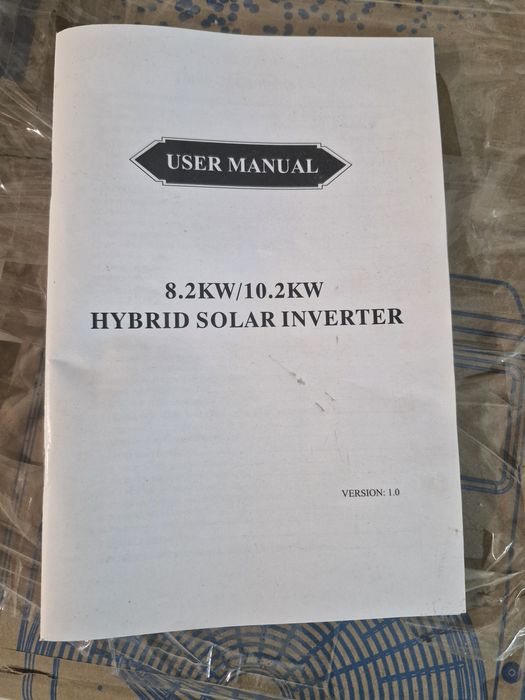 USER MANUAL
8.2KW/10.2KW
HYBRID SOLAR INVERTER
VERSION: 1.0